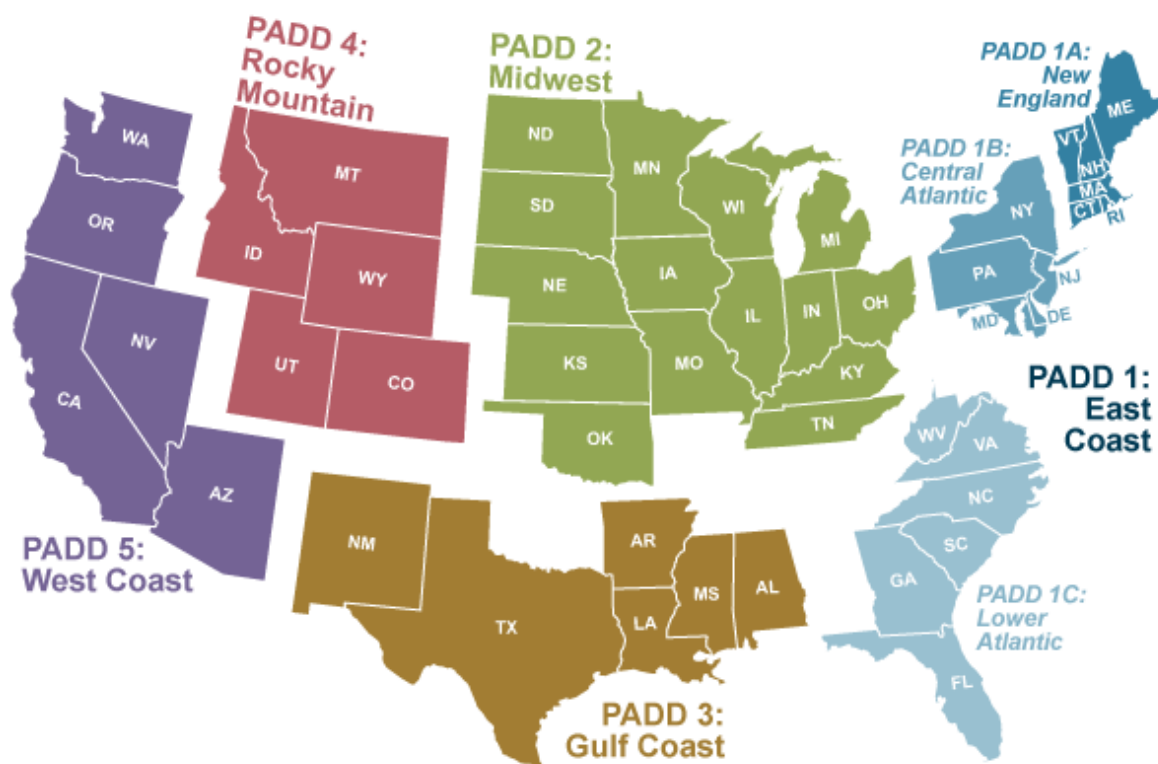 PADD 4:
Rocky
Mountain
PADD 2:
Midwest
PADD 1A:
New
England
PADD 1B:
Central
Atlantic
WA
OR
CA
NV
AZ
PADD 5:
West Coast
MT
ID
WY
UT
CO
ND
SD
NE
KS
OK
MN
IA
MO
WI
IL
MI
IN
OH
KY
TN
ME
VT
NH
MA
CT
RI
NY
PA
NJ
MD
DE
PADD 1:
East
Coast
WV
VA
NC
SC
GA
FL
PADD 1C:
Lower
Atlantic
NM
TX
AR
LA
MS
AL
PADD 3:
Gulf Coast